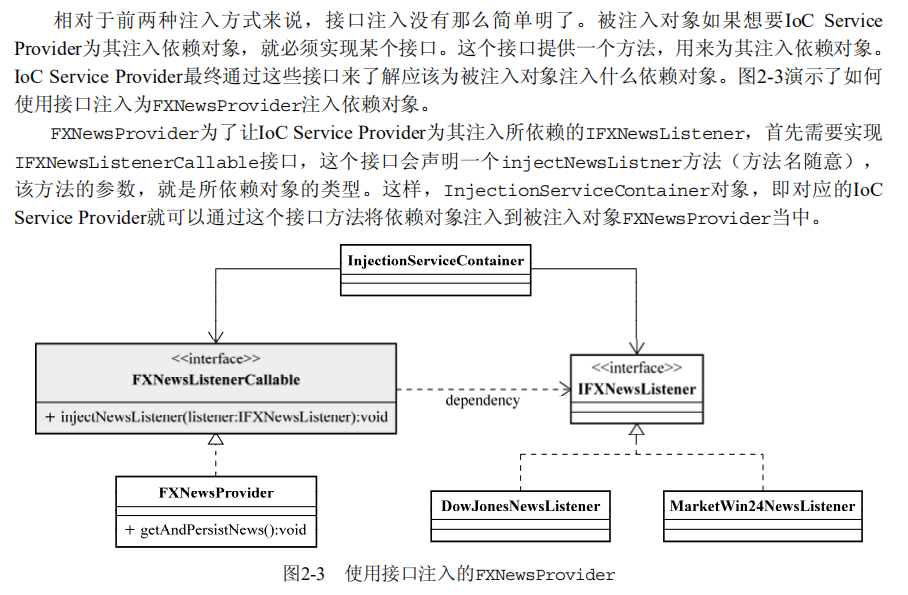 相对于前两种注入方式来说，接口注入没有那么简单明了。被注入对象如果想要IoC Service
Provider为其注入依赖对象，就必须实现某个接口。这个接口提供一个方法，用来为其注入依赖对象。
IoC Service Provider最终通过这些接口来了解应该为被注入对象注入什么依赖对象。图2-3演示了如何
使用接口注入为FXNewsProvider注入依赖对象。
FXNewsProvider为了让IoC Service Provider为其注入所依赖的IFXNewsListener，首先需要实现
IFXNewsListenerCallable接口，这个接口会声明一个injectNewsListner方法（方法名随意），
该方法的参数，就是所依赖对象的类型。这样，InjectionServiceContainer对象，即对应的IoC
Service Provider就可以通过这个接口方法将依赖对象注入到被注入对象FXNewsProvider当中。
InjectionServiceContainer
<<interface>>
FXNewsListenerCallable
+ injectNewsListener(listener:IFXNewsListener):void
dependency
<<interface>>
IFXNewsListener
FXNewsProvider
+ getAndPersistNews():void
DowJonesNewsListener
MarketWin24NewsListener
图2-3 使用接口注入的FXNewsProvider